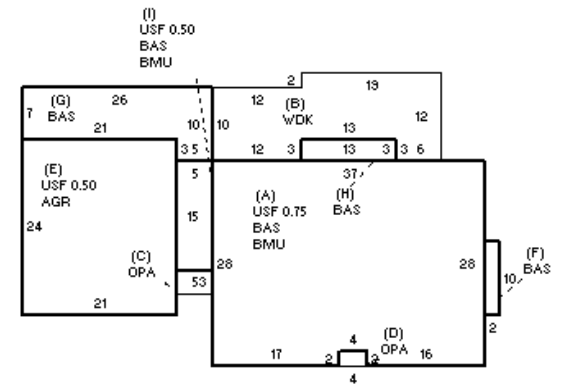 (I)
USF 0.50
BAS
BMU
2
19
7
(G)
BAS
26
21
10
10
12
(B)
WDK
12
13
3 5
12
3
13
3
3
6
(E)
USF 0.50
AGR
5
37
(H)
BAS
24
15
(A)
USF 0.75
BAS
BMU
(C)
OPA
28
28
(F)
BAS
10
53
21
2
4
(D)
OPA
17
2
2
16
4